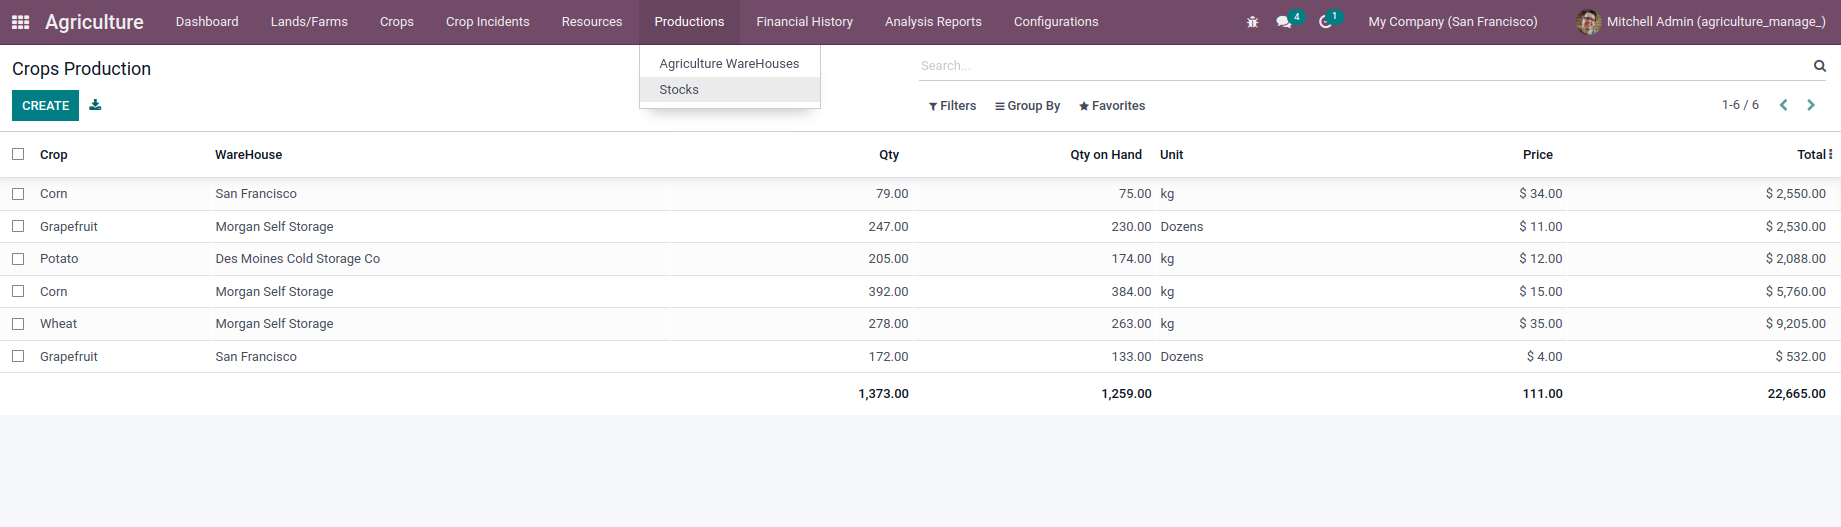 Agriculture Dashboard Lands/Farms Crops Crop Incidents Resources Productions Financial History Analysis Reports Configurations 4 1 My Company (San Francisco) Mitchell Admin (agriculture_manage_)
Agriculture WareHouses
Stocks
Crops Production Search...
CREATE Filters Group By Favorites 1-6 / 6
Crop WareHouse Qty Qty on Hand Unit Price Total
Corn San Francisco 79.00 75.00 kg $ 34.00 $ 2,550.00
Grapefruit Morgan Self Storage 247.00 230.00 Dozens $ 11.00 $ 2,530.00
Potato Des Moines Cold Storage Co 205.00 174.00 kg $ 12.00 $ 2,088.00
Corn Morgan Self Storage 392.00 384.00 kg $ 15.00 $ 5,760.00
Wheat Morgan Self Storage 278.00 263.00 kg $ 35.00 $ 9,205.00
Grapefruit San Francisco 172.00 133.00 Dozens $ 4.00 $ 532.00
1,373.00 1,259.00 111.00 22,665.00